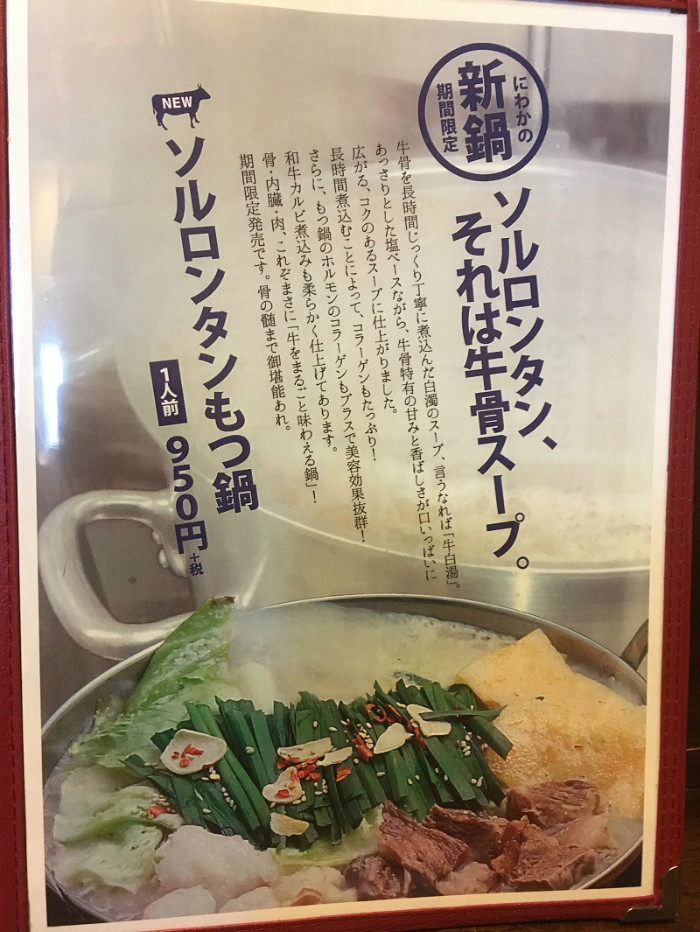 にわかの
新鍋
期間限定
ソルロンタン、
それは牛骨スープ。
牛骨を長時間じっくり丁寧に煮込んだ白濁のスープ、言うなれば「牛白湯」。
あっさりとした塩ベースながら、牛骨特有の甘みと香ばしさが口いっぱいに
広がる、コクのあるスープに仕上がりました。
長時間煮込むことによって、コラーゲンもたっぷり！
さらに、もつ鍋のホルモンのコラーゲンもプラスで美容効果抜群！
和牛カルビ煮込みも柔らかく仕上げてあります。
骨・内臓・肉、これぞまさに「牛をまるごと味わえる鍋」！
期間限定発売です。骨の髄まで御堪能あれ。
NEW
ソルロンタンもつ鍋
1人前 950円+税